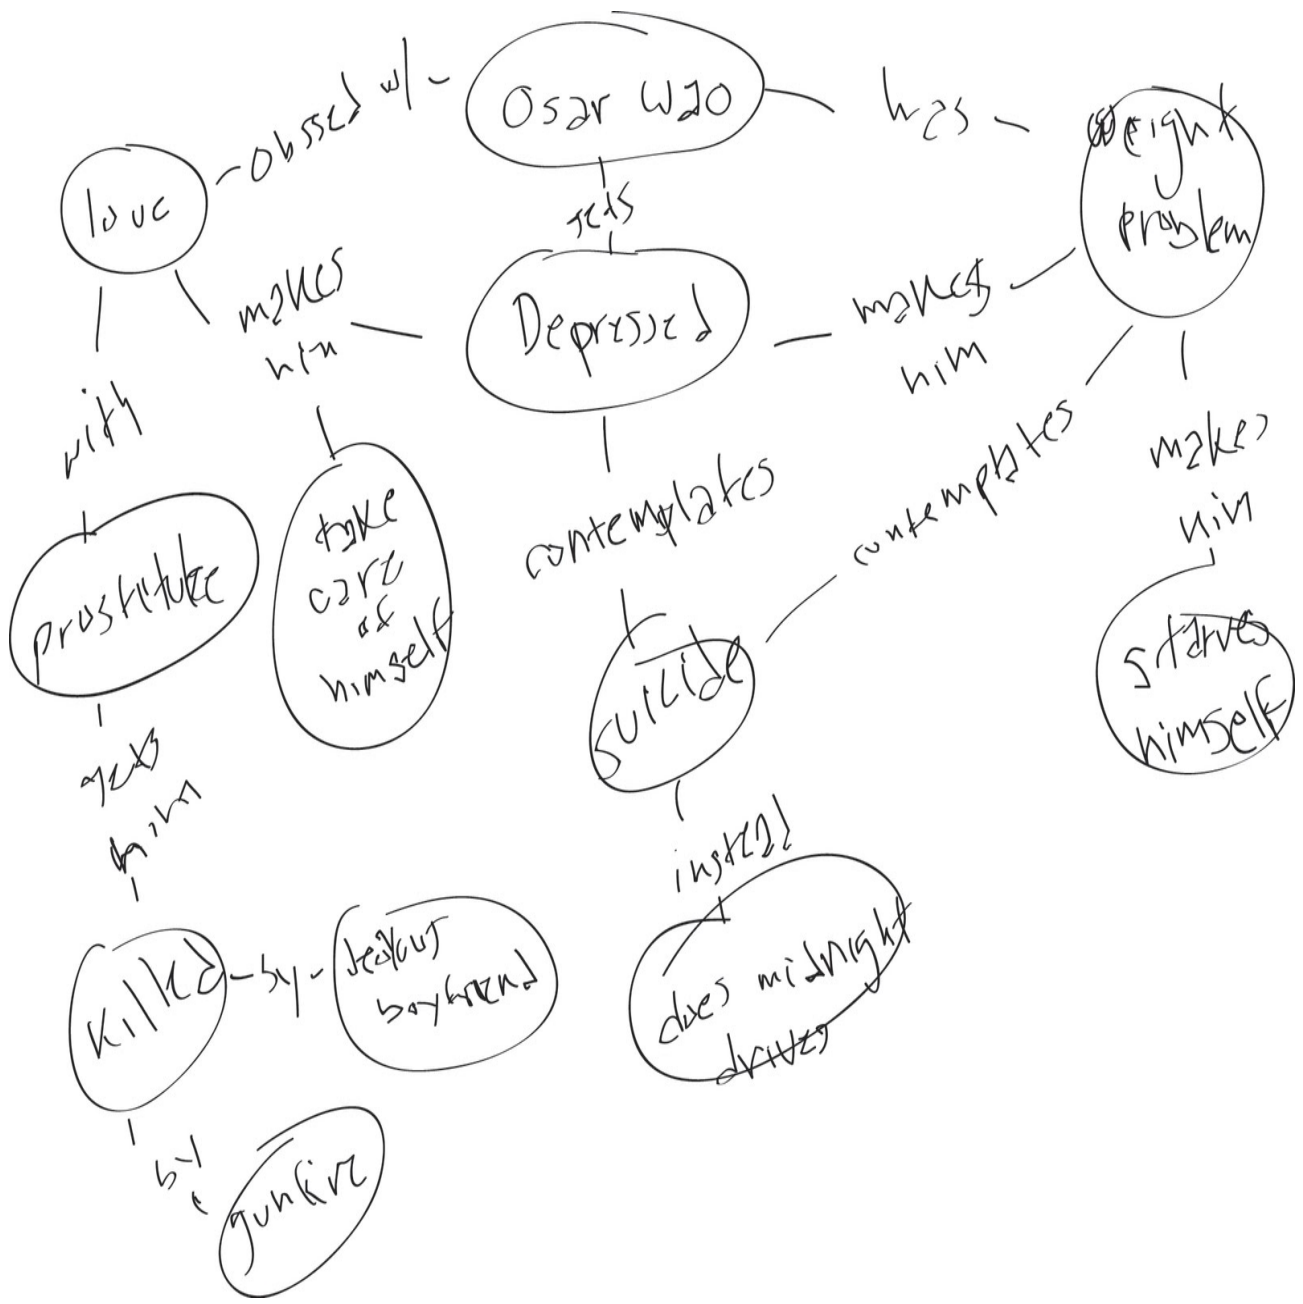 Osar Wao
obssed w/
has
weight
problem
love
gets
Depressed
makes
him
makes
him
with
contemplates
contemplates
makes
him
prostitute
take
care
of
himself
suicide
starves
himself
gets
him
instead
killed
by
jealous
boyfriend
does midnight
drives
by
gunfire